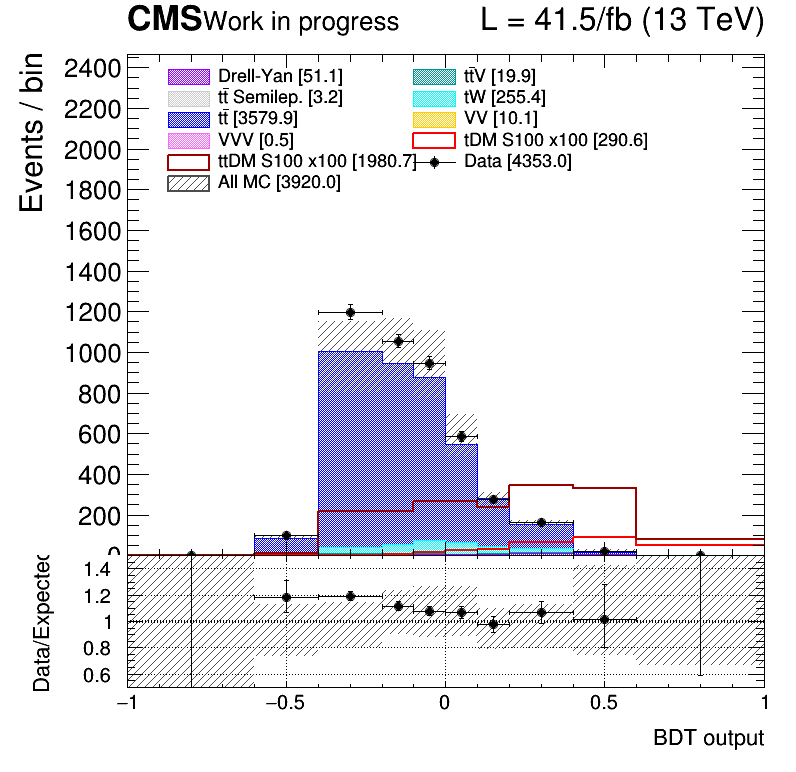 CMS Work in progress L = 41.5/fb (13 TeV)
Events / bin
2400
2200
2000
1800
1600
1400
1200
1000
800
600
400
200
0
Drell-Yan [51.1] tt̄V [19.9]
tt̄ Semilep. [3.2] tW [255.4]
tt̄ [3579.9] VV [10.1]
VVV [0.5] tDM S100 x100 [290.6]
ttDM S100 x100 [1980.7] Data [4353.0]
All MC [3920.0]
Data/Expected
1.4
1.2
1
0.8
0.6
−1 −0.5 0 0.5 1
BDT output